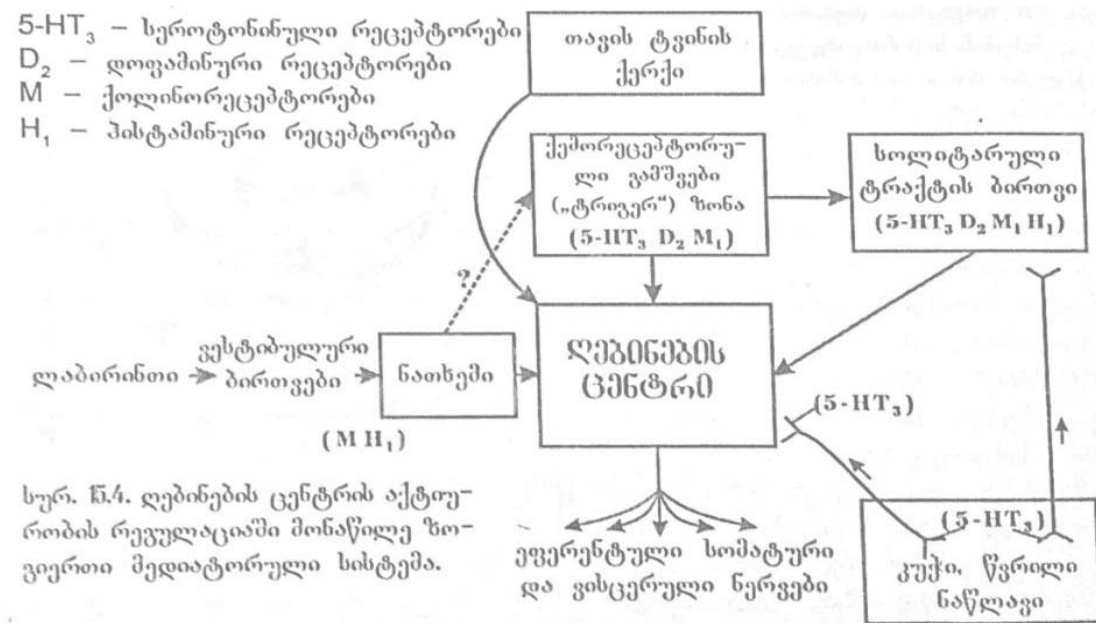 5-HT₃ – სეროტონინული რეცეპტორები
D₂ – დოფამინური რეცეპტორები
M – ქოლინორეცეპტორები
H₁ – ჰისტამინური რეცეპტორები
თავის ტვინის
ქერქი
ქემორეცეპტორუ-
ლი გამშვები
(„ტრიგერ“) ზონა
(5-HT₃ D₂ M₁)
სოლიტარული
ტრაქტის ბირთვი
(5-HT₃ D₂ M₁ H₁)
?
ლაბირინთი
ვესტიბულური
ბირთვები
ნათხემი
(M H₁)
ღებინების
ცენტრი
(5-HT₃)
(5-HT₃)
კუჭი, წვრილი
ნაწლავი
ეფერენტული სომატური
და ვისცერული ნერვები
სურ. 15.4. ღებინების ცენტრის აქტიუ-
რობის რეგულაციაში მონაწილე ზო-
გიერთი მედიატორული სისტემა.